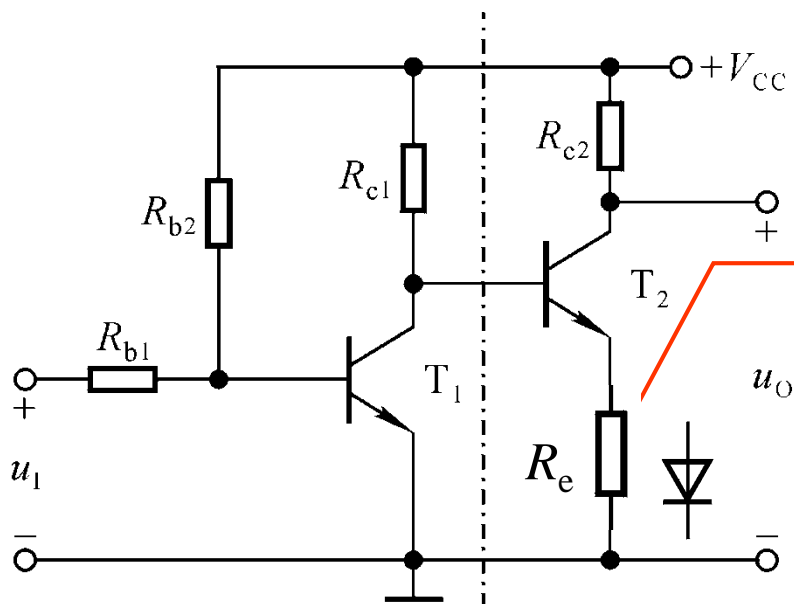 +V_CC
R_c2
R_c1
R_b2
+
T_2
R_b1
T_1
+
u_O
u_I
R_e
−
−